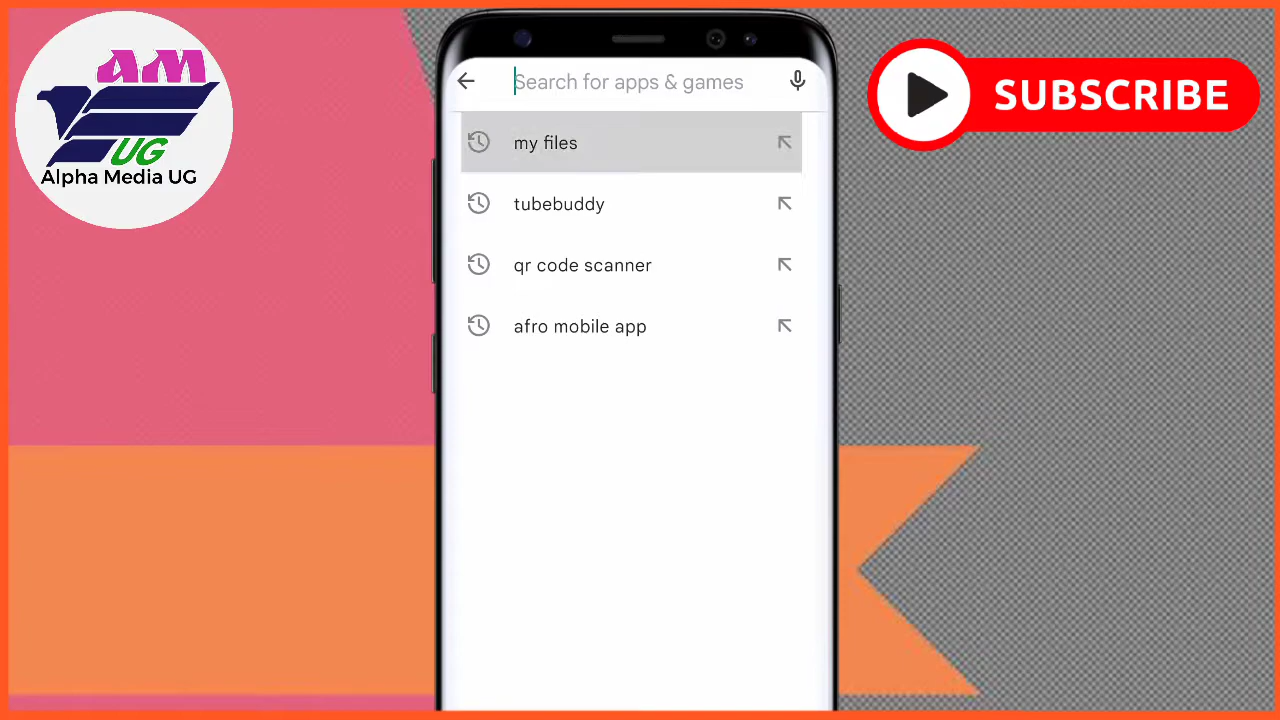 AM
UG
Alpha Media UG
Search for apps & games
my files
tubebuddy
qr code scanner
afro mobile app
SUBSCRIBE